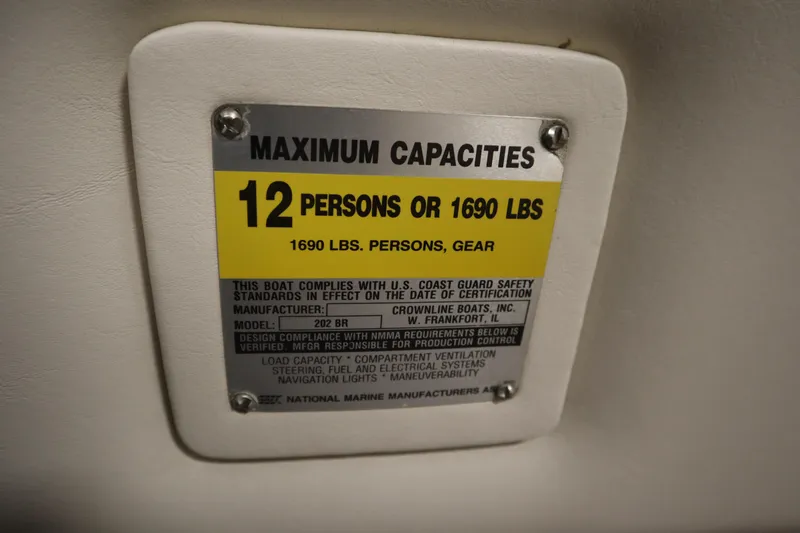 MAXIMUM CAPACITIES
12 PERSONS OR 1690 LBS
1690 LBS. PERSONS, GEAR
THIS BOAT COMPLIES WITH U.S. COAST GUARD SAFETY
STANDARDS IN EFFECT ON THE DATE OF CERTIFICATION
MANUFACTURER: CROWNLINE BOATS, INC.
W. FRANKFORT, IL
MODEL: 202 BR
DESIGN COMPLIANCE WITH NMMA REQUIREMENTS BELOW IS
VERIFIED. MFGR RESPONSIBLE FOR PRODUCTION CONTROL
LOAD CAPACITY * COMPARTMENT VENTILATION
STEERING, FUEL AND ELECTRICAL SYSTEMS
NAVIGATION LIGHTS * MANEUVERABILITY
NATIONAL MARINE MANUFACTURERS